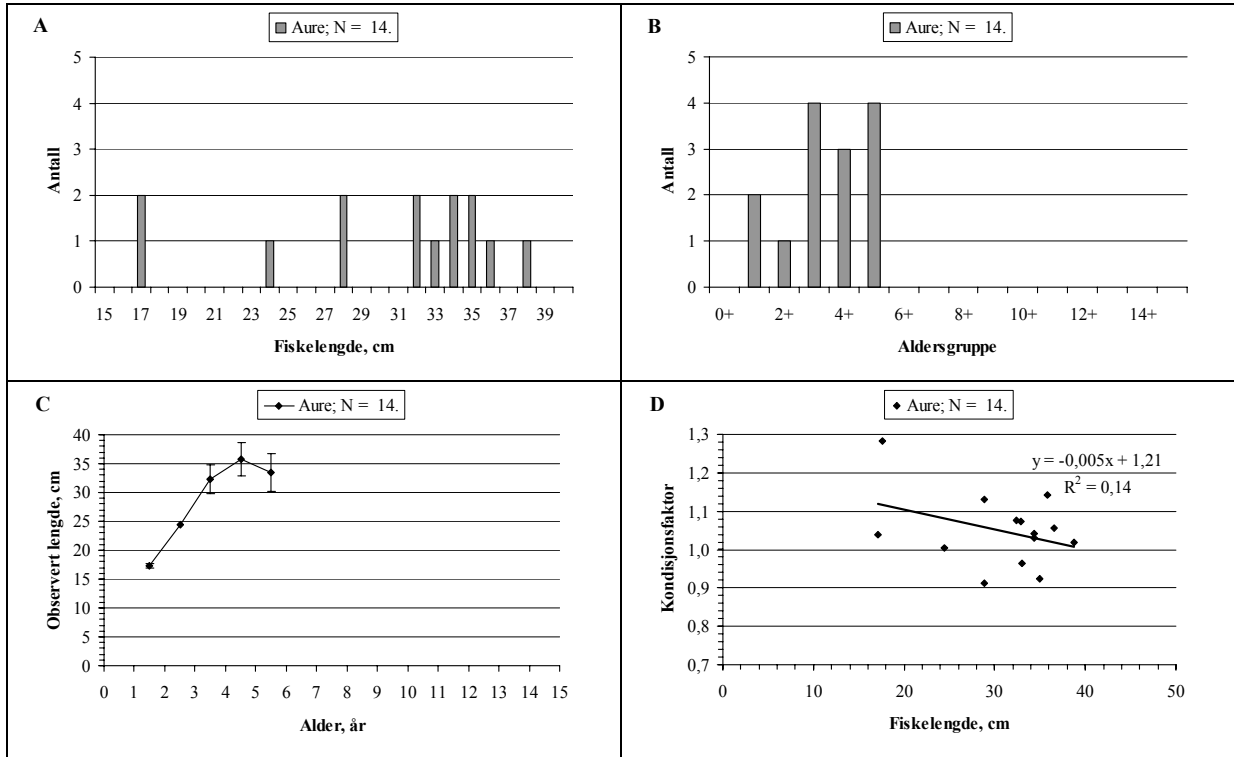 A
Aure; N = 14.
5
4
3
2
1
0
Antall
15 17 19 21 23 25 27 29 31 33 35 37 39
Fiskelengde, cm
B
Aure; N = 14.
5
4
3
2
1
0
Antall
0+ 2+ 4+ 6+ 8+ 10+ 12+ 14+
Aldersgruppe
C
Aure; N = 14.
40
35
30
25
20
15
10
5
0
Observert lengde, cm
0 1 2 3 4 5 6 7 8 9 10 11 12 13 14 15
Alder, år
D
Aure; N = 14.
1,3
1,2
1,1
1,0
0,9
0,8
0,7
Kondisjonsfaktor
y = -0,005x + 1,21
R² = 0,14
0 10 20 30 40 50
Fiskelengde, cm